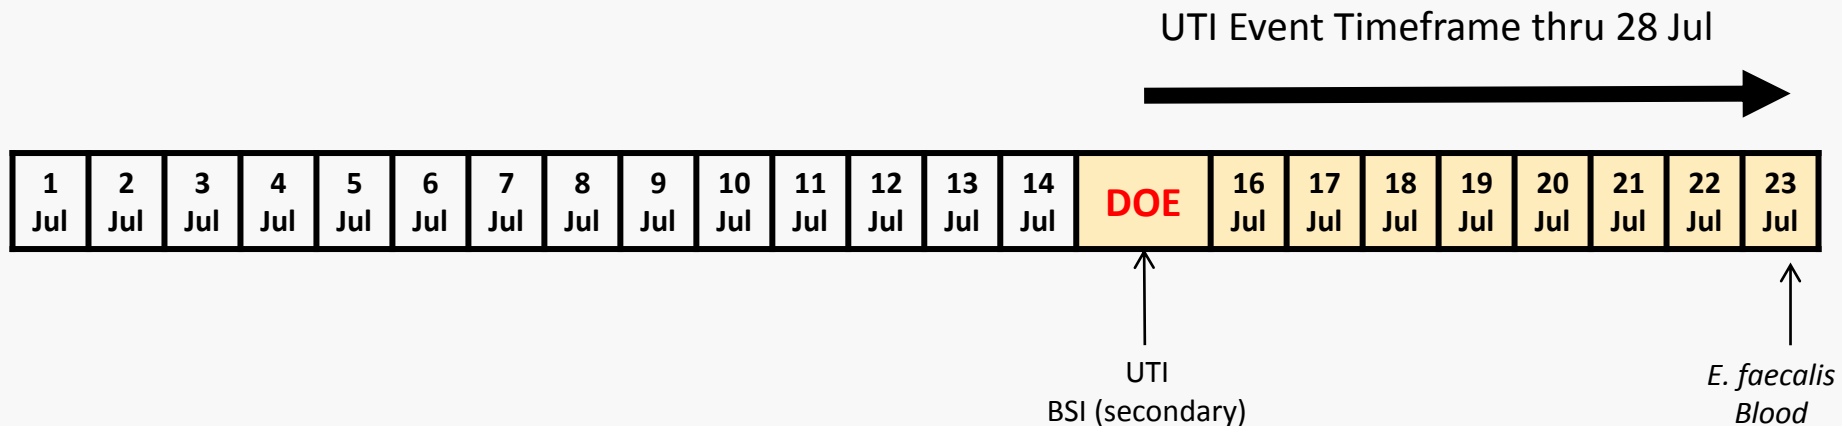 UTI Event Timeframe thru 28 Jul
1 2 3 4 5 6 7 8 9 10 11 12 13 14 DOE 16 17 18 19 20 21 22 23
Jul Jul Jul Jul Jul Jul Jul Jul Jul Jul Jul Jul Jul Jul Jul Jul Jul Jul Jul Jul Jul Jul
UTI
BSI (secondary)
E. faecalis
Blood